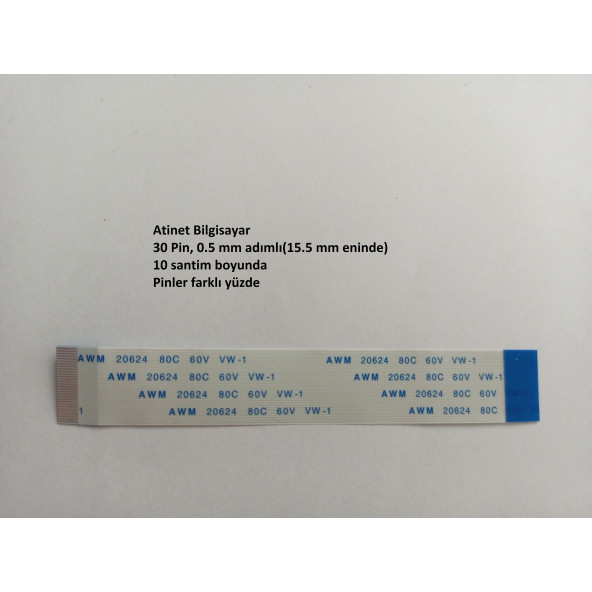 Atinet Bilgisayar
30 Pin, 0.5 mm adımlı(15.5 mm eninde)
10 santim boyunda
Pinler farklı yüzde
AWM 20624 80C 60V VW-1 AWM 20624 80C 60V VW-1
AWM 20624 80C 60V VW-1 AWM 20624 80C 60V VW-1
AWM 20624 80C 60V VW-1 AWM 20624 80C 60V VW-1
1 AWM 20624 80C 60V VW-1 AWM 20624 80C